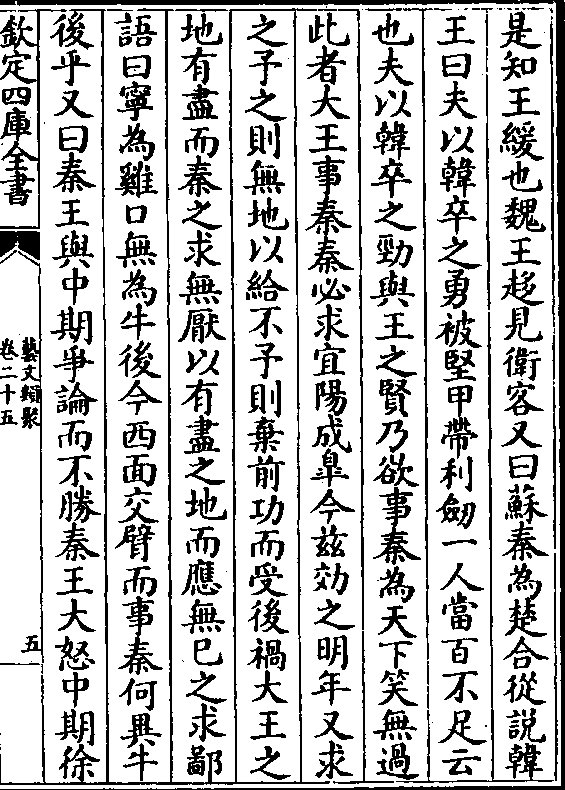 是知王緩也魏王趍見衛客又曰蘇秦為楚合從說韓
王曰夫以韓卒之勇被堅甲帶利劒一人當百不足云
也夫以韓卒之勁與王之賢乃欲事秦為天下笑無過
此者大王事秦秦必求宜陽成臯今兹効之明年又求
之予之則無地以給不予則棄前功而受後禍大王之
地有盡而秦之求無厭以有盡之地而應無已之求鄙
語曰寧為雞口無為牛後今西面交臂而事秦何異牛
後乎又曰秦王與中期爭論而不勝秦王大怒中期徐
欽定四庫全書
藝文類聚
卷二十五
五